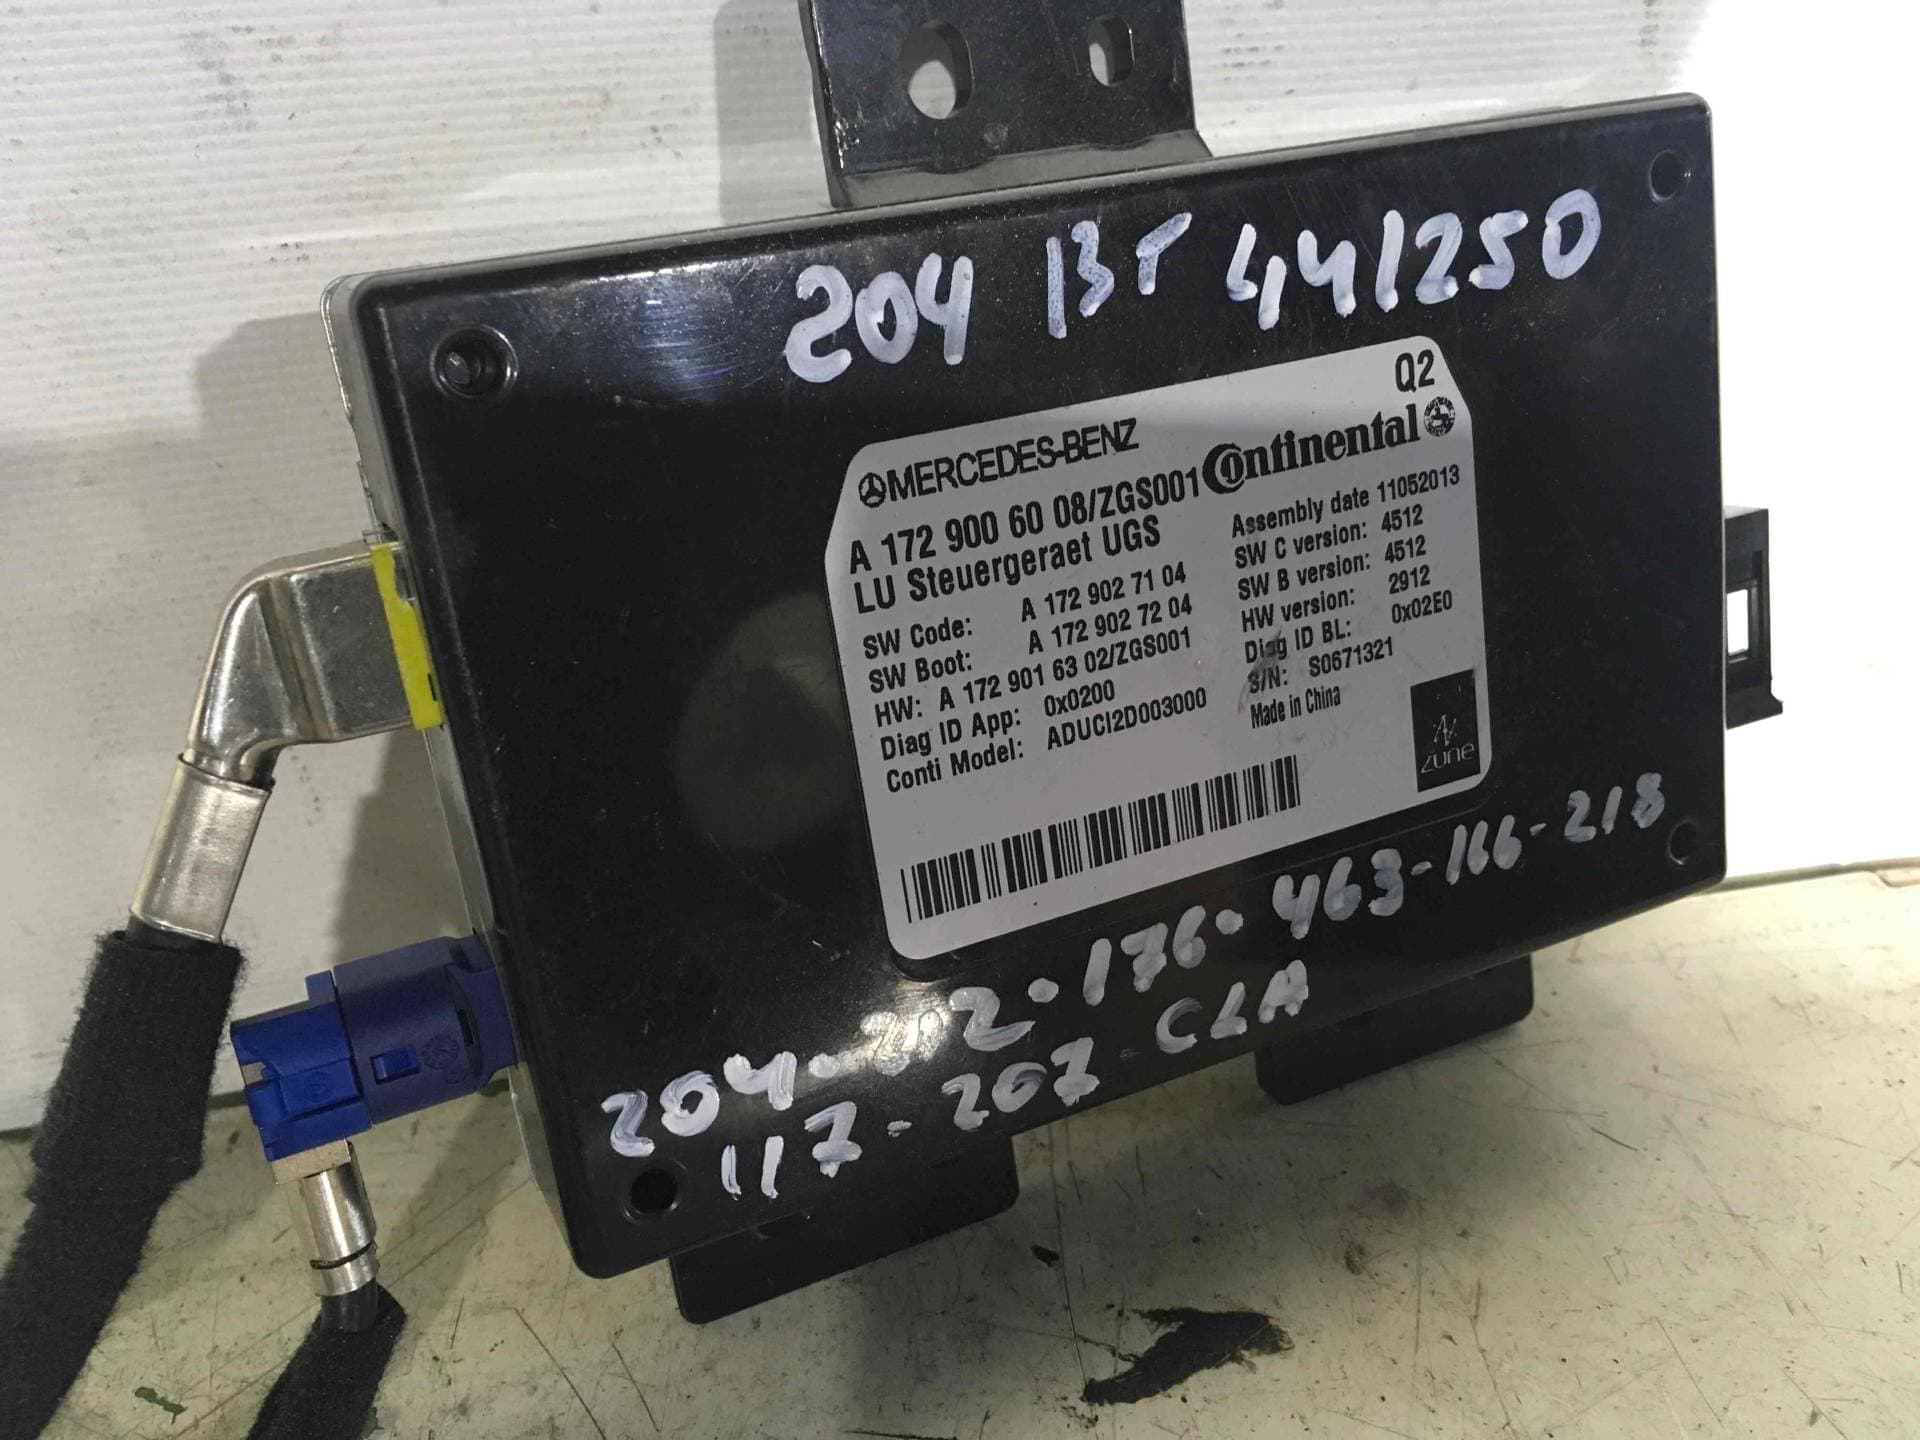 204 BT 441250
Q2
MERCEDES-BENZ
Continental
A 172 900 60 08/ZGS001
LU Steuergeraet UGS
SW Code: A 172 902 71 04
SW Boot: A 172 902 72 04
HW: A 172 901 63 02/ZGS001
Diag ID App: 0x0200
Conti Model: ADUCI2D003000
Assembly date 11052013
SW C version: 4512
SW B version: 4512
HW version: 2912
Diag ID BL: 0x02E0
S/N: S0671321
Made in China
zune
204-212-176-463-166-218
117-207-CLA